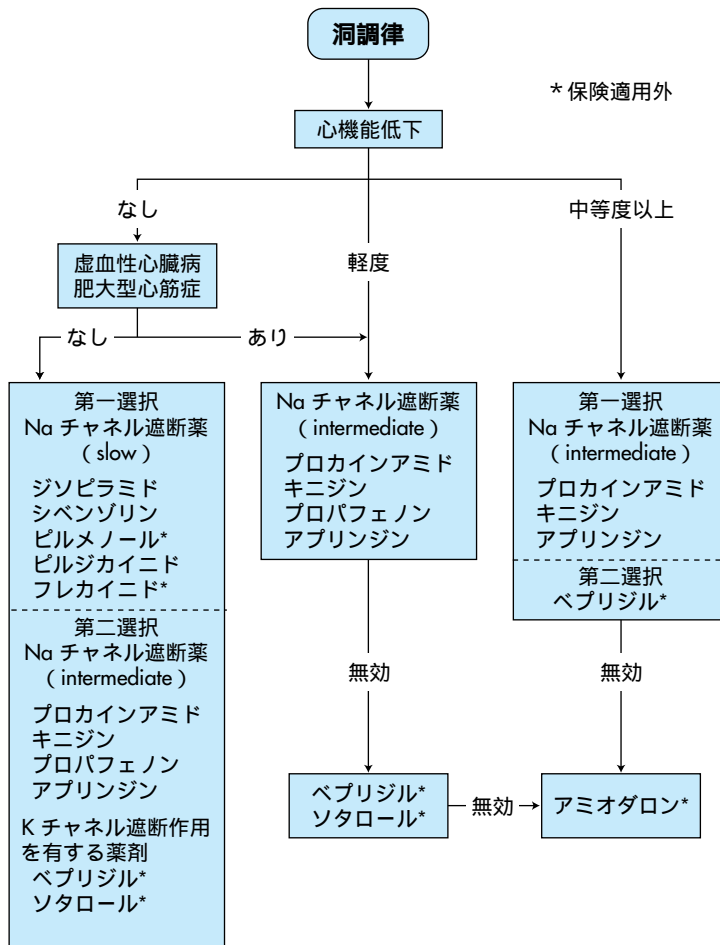 洞調律
＊保険適用外
心機能低下
なし
軽度
中等度以上
虚血性心臓病
肥大型心筋症
なし
あり
第一選択
Na チャネル遮断薬
（slow）
ジソピラミド
シベンゾリン
ピルメノール*
ピルジカイニド
フレカイニド*
第二選択
Na チャネル遮断薬
（intermediate）
プロカインアミド
キニジン
プロパフェノン
アプリンジン
K チャネル遮断作用
を有する薬剤
ベプリジル*
ソタロール*
Na チャネル遮断薬
（intermediate）
プロカインアミド
キニジン
プロパフェノン
アプリンジン
無効
ベプリジル*
ソタロール*
無効
第一選択
Na チャネル遮断薬
（intermediate）
プロカインアミド
キニジン
アプリンジン
第二選択
ベプリジル*
無効
アミオダロン*